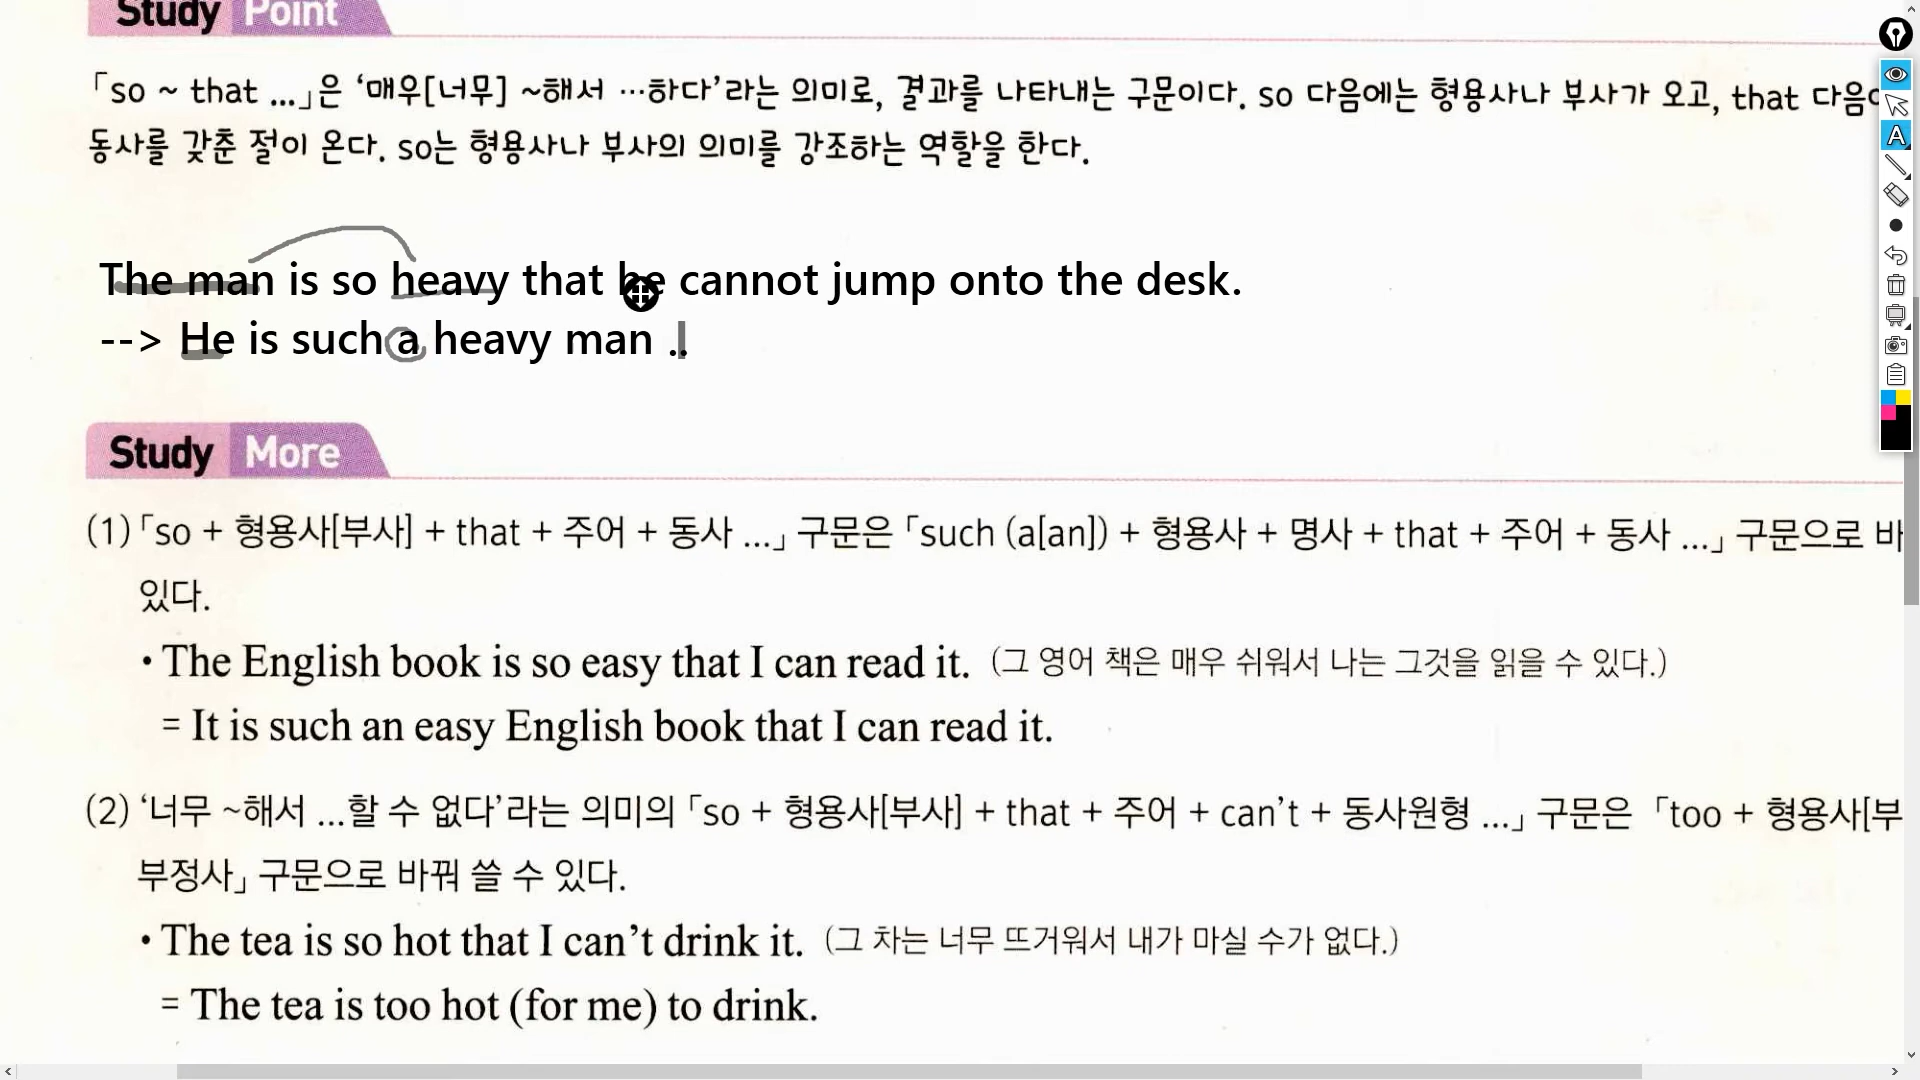 Study Point
「so ~ that ...」은 ‘매우[너무] ~해서 …하다’라는 의미로, 결과를 나타내는 구문이다. so 다음에는 형용사나 부사가 오고, that 다음
동사를 갖춘 절이 온다. so는 형용사나 부사의 의미를 강조하는 역할을 한다.
The man is so heavy that he cannot jump onto the desk.
--> He is such a heavy man ..
Study More
(1) 「so + 형용사[부사] + that + 주어 + 동사 ...」 구문은 「such (a[an]) + 형용사 + 명사 + that + 주어 + 동사 ...」 구문으로 바
있다.
• The English book is so easy that I can read it. (그 영어 책은 매우 쉬워서 나는 그것을 읽을 수 있다.)
= It is such an easy English book that I can read it.
(2) ‘너무 ~해서 ...할 수 없다’라는 의미의 「so + 형용사[부사] + that + 주어 + can’t + 동사원형 ...」 구문은 「too + 형용사[부
부정사」 구문으로 바꿔 쓸 수 있다.
• The tea is so hot that I can’t drink it. (그 차는 너무 뜨거워서 내가 마실 수가 없다.)
= The tea is too hot (for me) to drink.